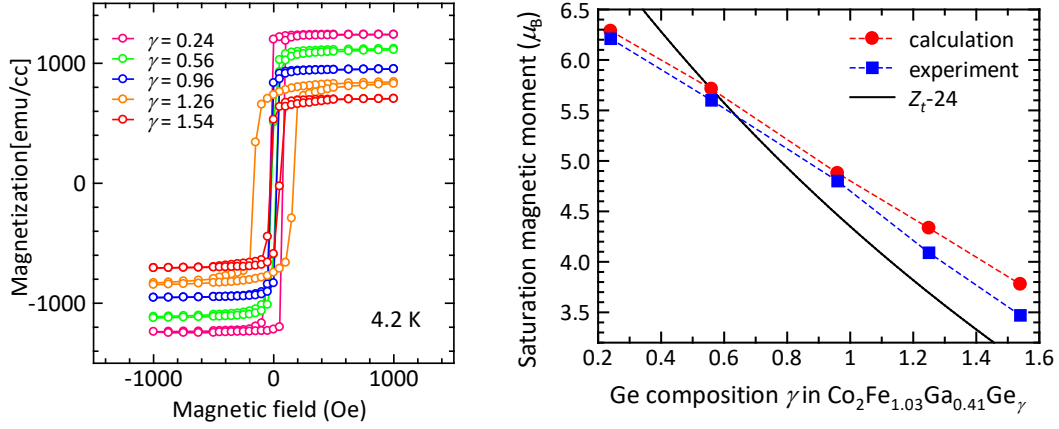 1000
0
-1000
Magnetization[emu/cc]
γ = 0.24
γ = 0.56
γ = 0.96
γ = 1.26
γ = 1.54
4.2 K
-1000 0 1000
Magnetic field (Oe)
6.5
6.0
5.5
5.0
4.5
4.0
3.5
Saturation magnetic moment (μB)
calculation
experiment
Zt-24
0.2 0.4 0.6 0.8 1 1.2 1.4 1.6
Ge composition γ in Co2Fe1.03Ga0.41Geγ